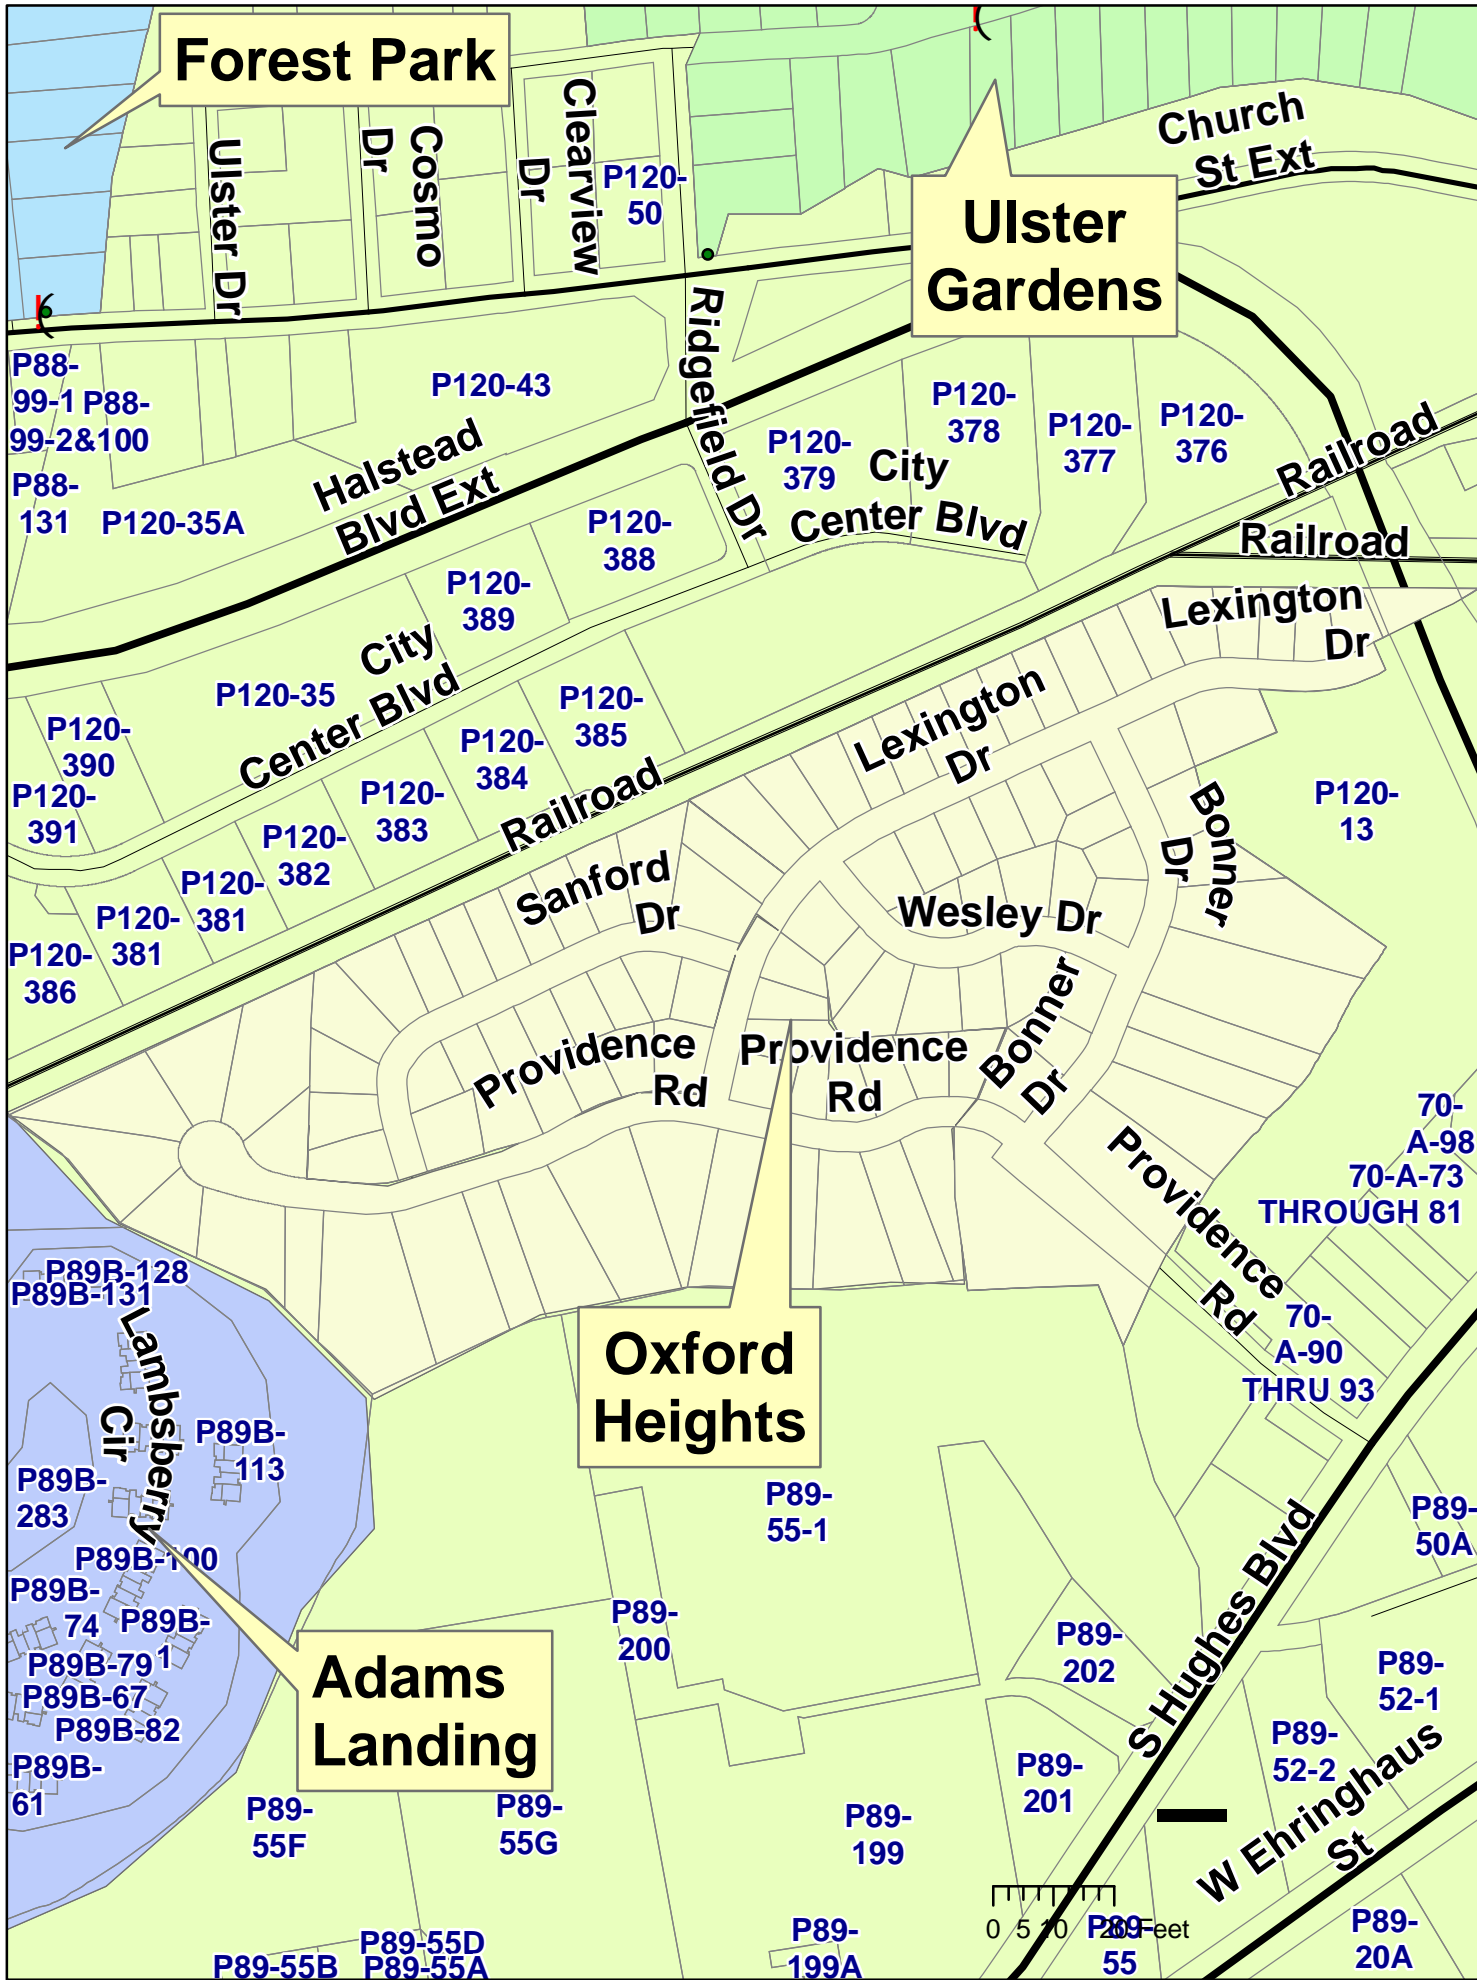 Forest Park
Ulster Dr
Cosmo
Dr
Clearview
Dr
P120-
50
Ulster
Gardens
Church
St Ext
P88-
99-1
P88-
99-2&100
P88-
131
P120-35A
P120-43
Halstead
Blvd Ext
Ridgefield Dr
P120-
379
P120-
378
P120-
377
P120-
376
City
Center Blvd
Railroad
Railroad
P120-
388
P120-
389
City
Center Blvd
P120-35
P120-
390
P120-
391
P120-
385
P120-
384
P120-
383
P120-
382
P120-
381
P120-
381
P120-
386
Railroad
Lexington
Dr
Lexington
Dr
Bonner
Dr
P120-
13
Sanford
Dr
Wesley Dr
Bonner
Dr
Providence
Rd
Providence
Rd
Providence
Rd
70-
A-98
70-A-73
THROUGH 81
70-
A-90
THRU 93
Oxford
Heights
P89B-128
P89B-131
Lambsberry
Cir
P89B-
113
P89B-
283
P89B-100
P89B-
74
P89B-
1
P89B-79
P89B-67
P89B-82
P89B-
61
Adams
Landing
P89-
55-1
P89-
50A
S Hughes Blvd
P89-
200
P89-
202
P89-
52-1
P89-
52-2
P89-
201
W Ehringhaus
St
P89-
55F
P89-
55G
P89-
199
0 5 10 20 Feet
P89-
55
P89-
20A
P89-
199A
P89-55D
P89-55B
P89-55A